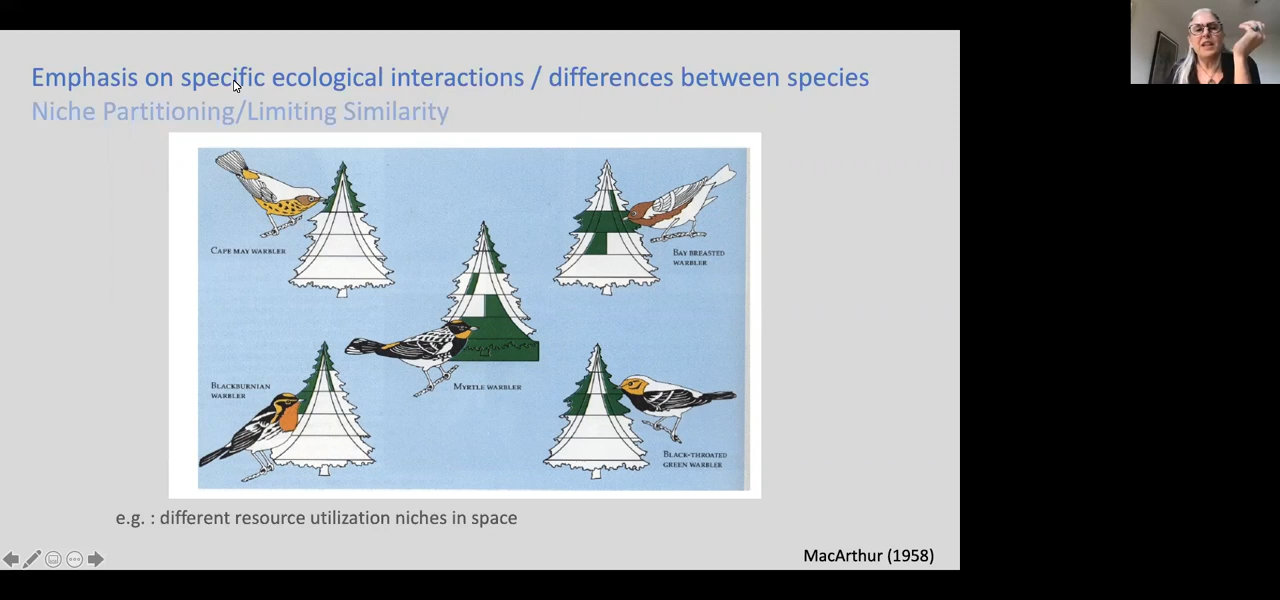 Emphasis on specific ecological interactions / differences between species
Niche Partitioning/Limiting Similarity
CAPE MAY WARBLER
BAY BREASTED
WARBLER
BLACKBURNIAN
WARBLER
MYRTLE WARBLER
BLACK-THROATED
GREEN WARBLER
e.g. : different resource utilization niches in space
MacArthur (1958)